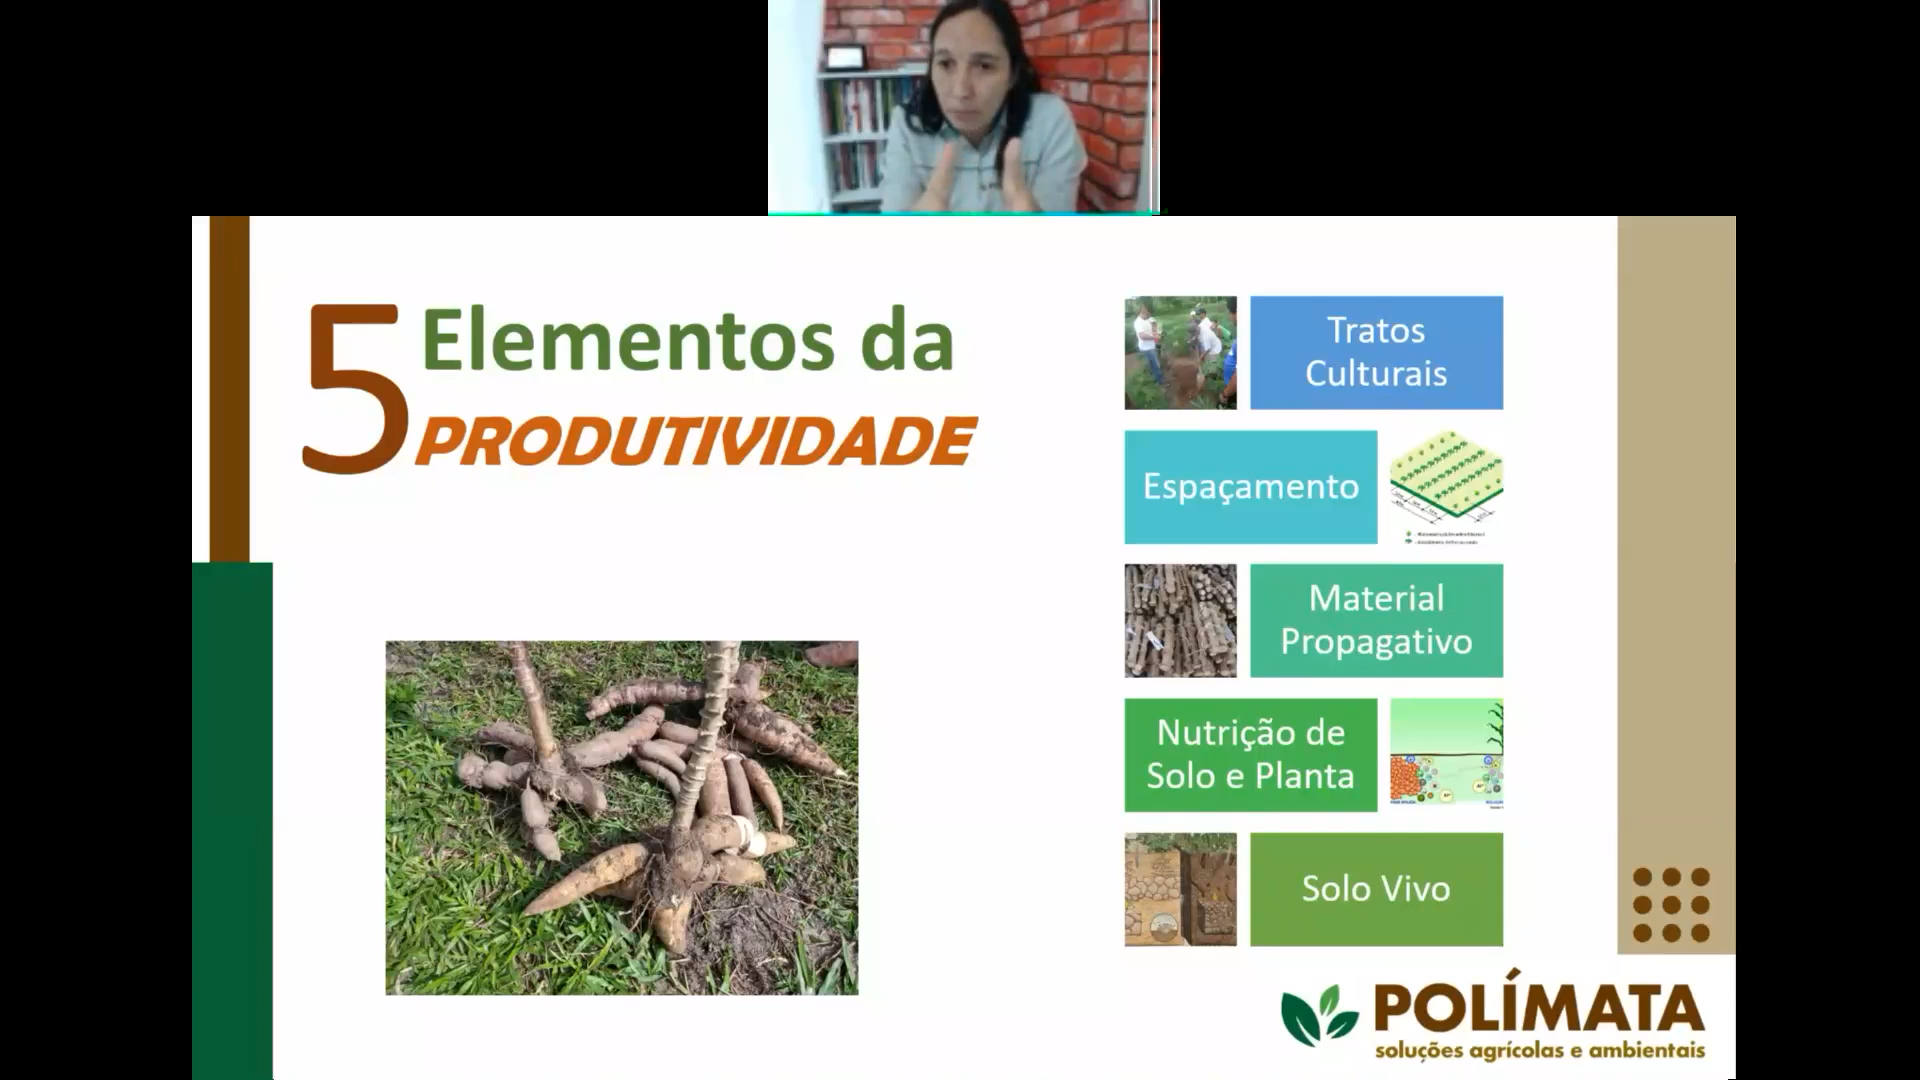 5 Elementos da
PRODUTIVIDADE
Tratos
Culturais
Espaçamento
Material
Propagativo
Nutrição de
Solo e Planta
Solo Vivo
POLÍMATA
soluções agrícolas e ambientais